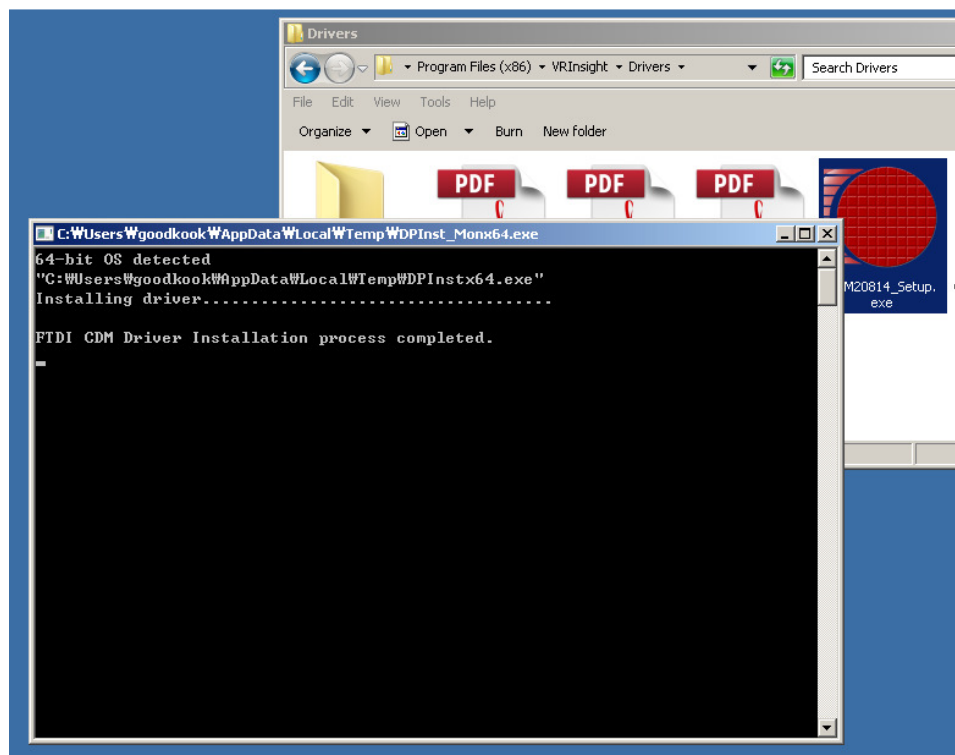 Drivers
Program Files (x86) VRInsight Drivers
Search Drivers
File Edit View Tools Help
Organize Open Burn New folder
PDF PDF PDF
M20814_Setup.
exe
C:₩Users₩goodkook₩AppData₩Local₩Temp₩DPInst_Monx64.exe
64-bit OS detected
"C:₩Users₩goodkook₩AppData₩Local₩Temp₩DPInstx64.exe"
Installing driver...................................
FTDI CDM Driver Installation process completed.